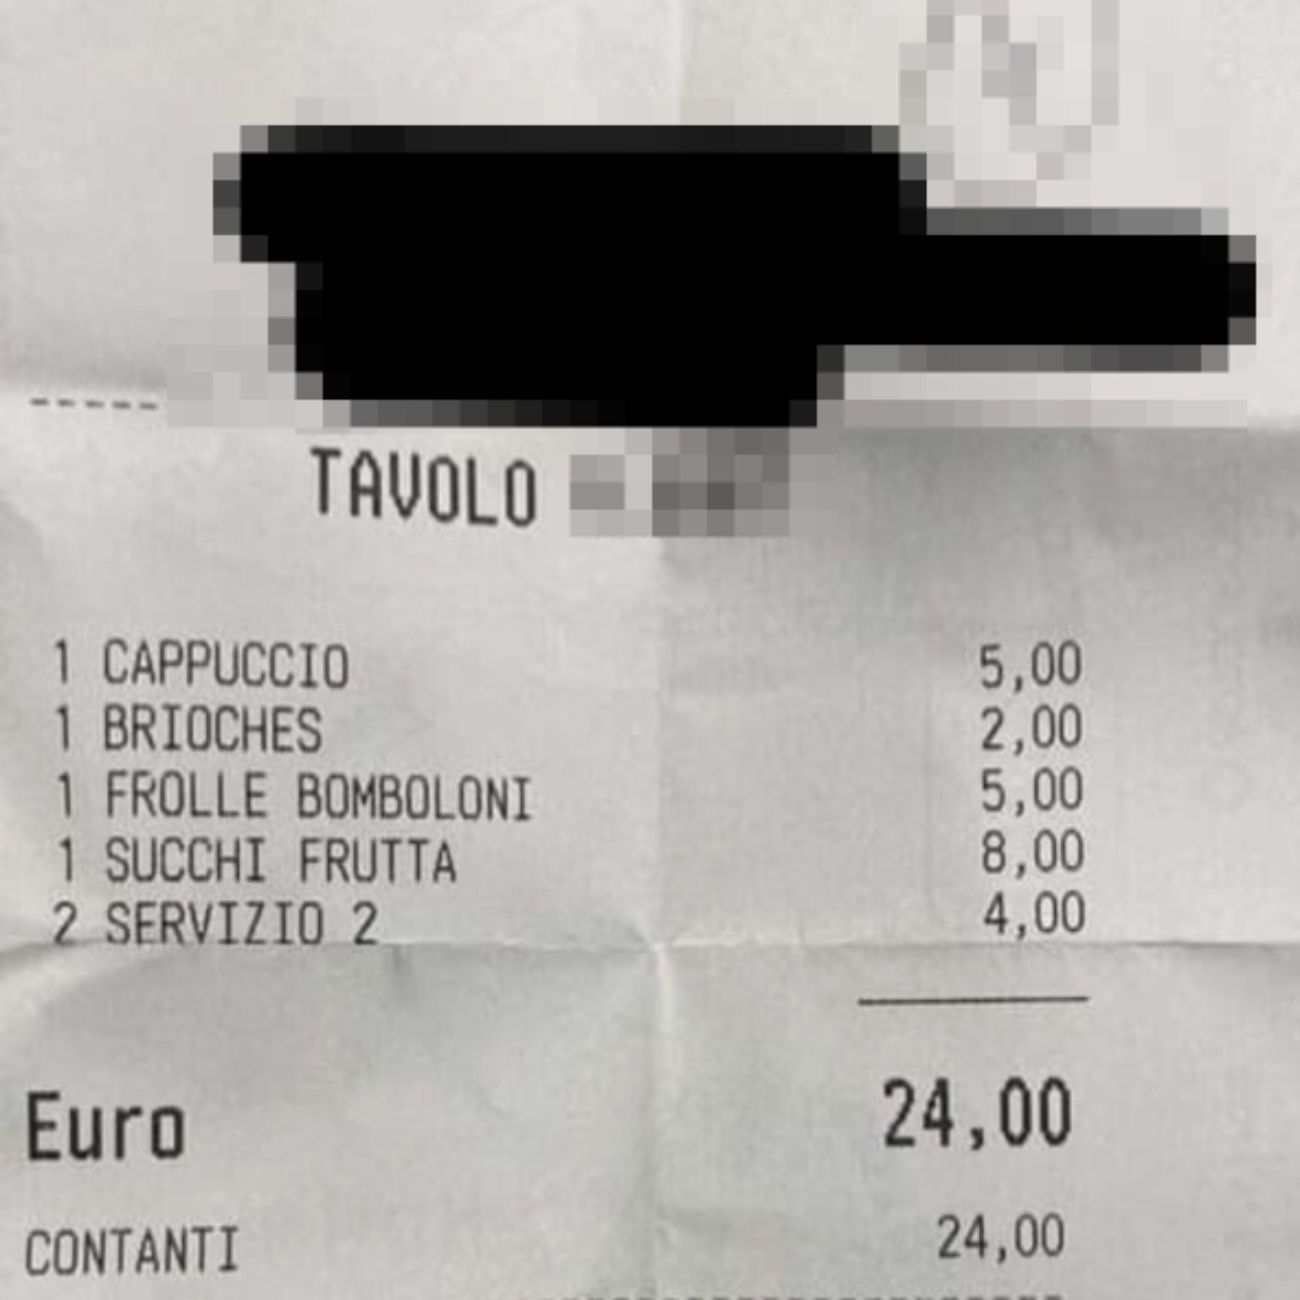 -----
TAVOLO
1 CAPPUCCIO 5,00
1 BRIOCHES 2,00
1 FROLLE BOMBOLONI 5,00
1 SUCCHI FRUTTA 8,00
2 SERVIZIO 2 4,00
Euro 24,00
CONTANTI 24,00